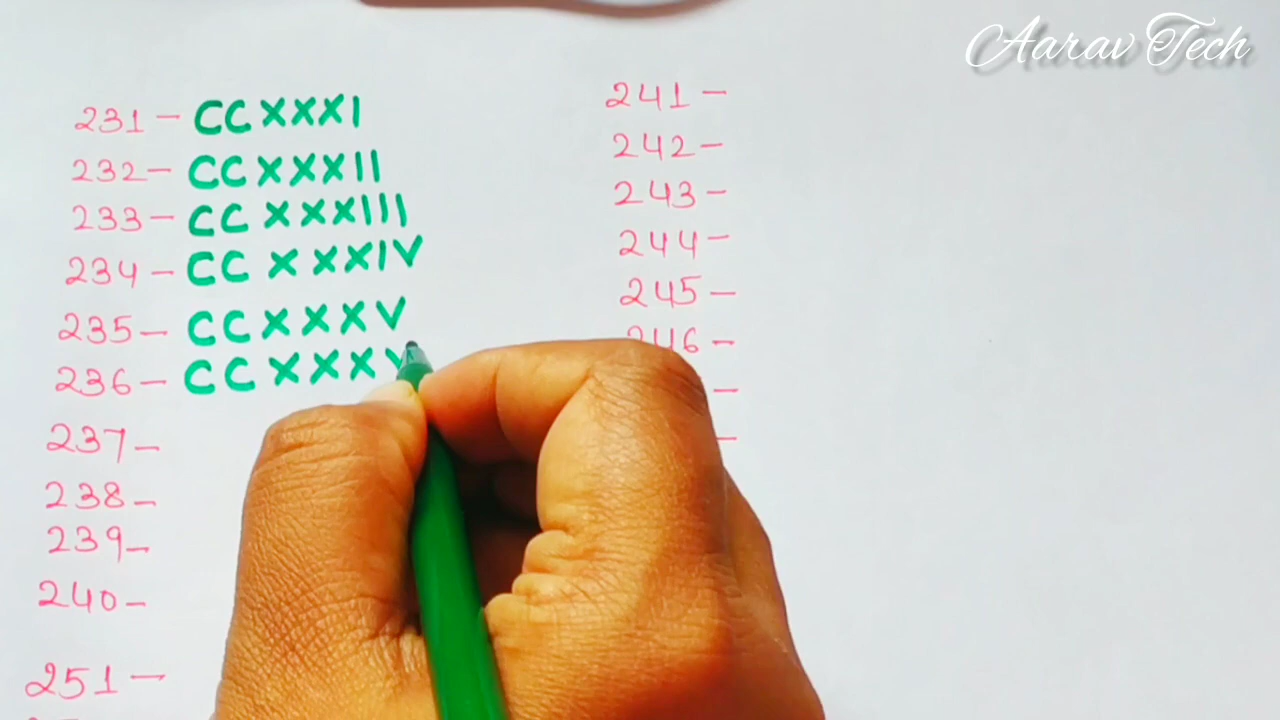 Aarav Tech
231 - CCXXXI
232 - CCXXXII
233 - CCXXXIII
234 - CCXXXIV
235 - CCXXXV
236 - CCXXXV
237 -
238 -
239 -
240 -
251 -
241 -
242 -
243 -
244 -
245 -
246 -